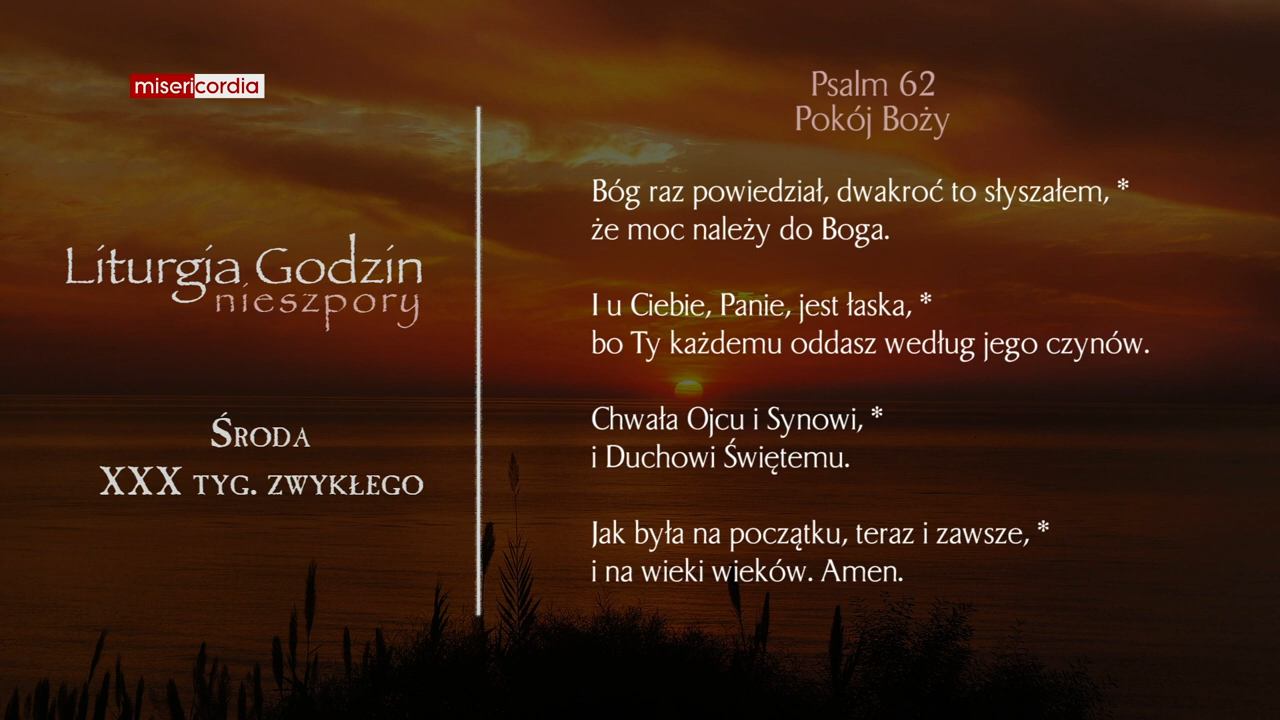 misericordia
Liturgia Godzin
nieszpory
Środa
XXX tyg. zwykłego
Psalm 62
Pokój Boży
Bóg raz powiedział, dwakroć to słyszałem, *
że moc należy do Boga.
I u Ciebie, Panie, jest łaska, *
bo Ty każdemu oddasz według jego czynów.
Chwała Ojcu i Synowi, *
i Duchowi Świętemu.
Jak była na początku, teraz i zawsze, *
i na wieki wieków. Amen.